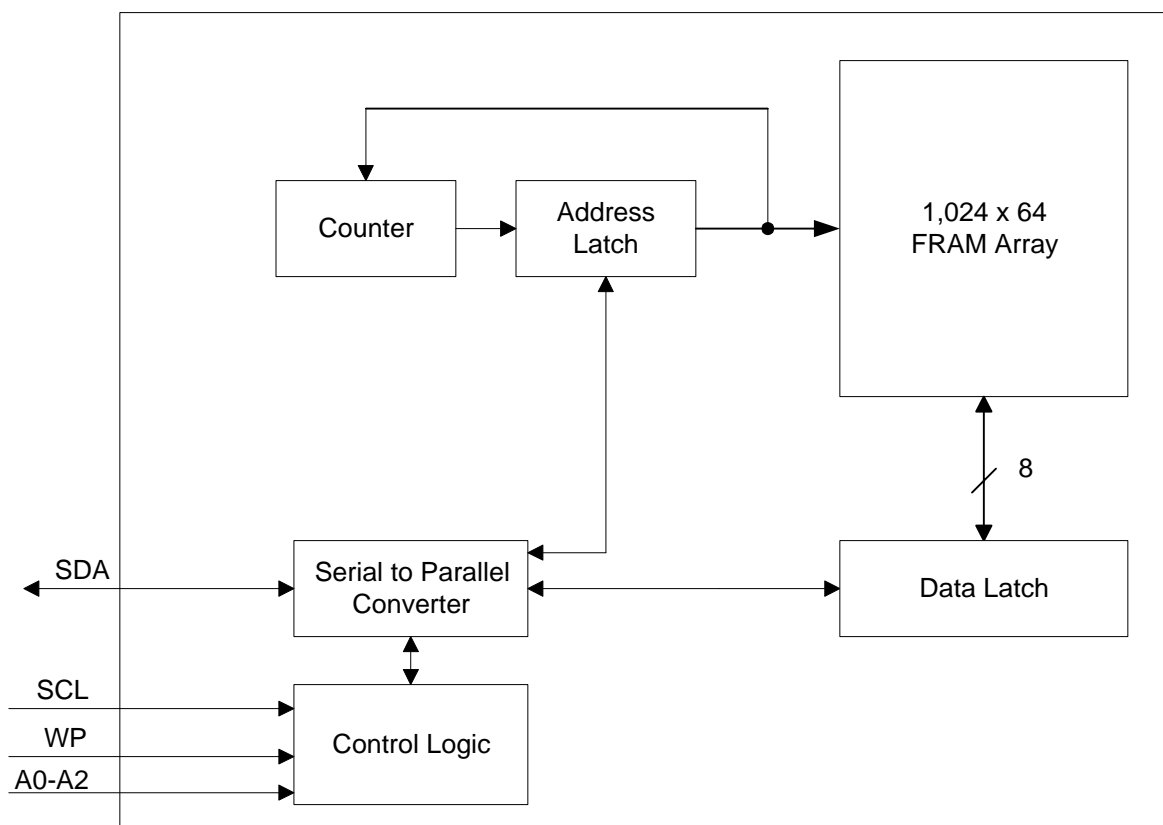 Counter
Address
Latch
1,024 x 64
FRAM Array
8
SDA
Serial to Parallel
Converter
Data Latch
SCL
WP
A0-A2
Control Logic